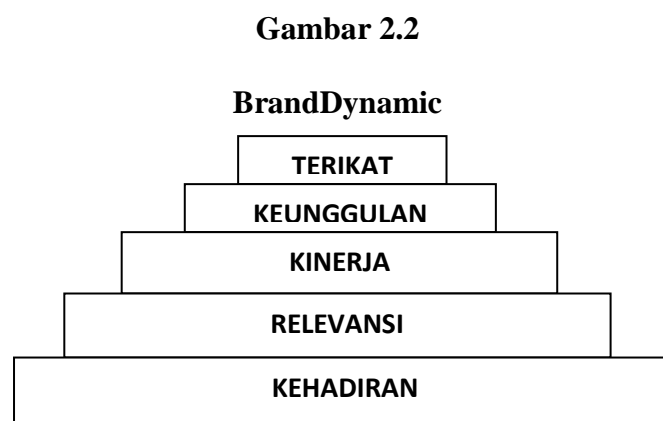 Gambar 2.2
BrandDynamic
TERIKAT
KEUNGGULAN
KINERJA
RELEVANSI
KEHADIRAN